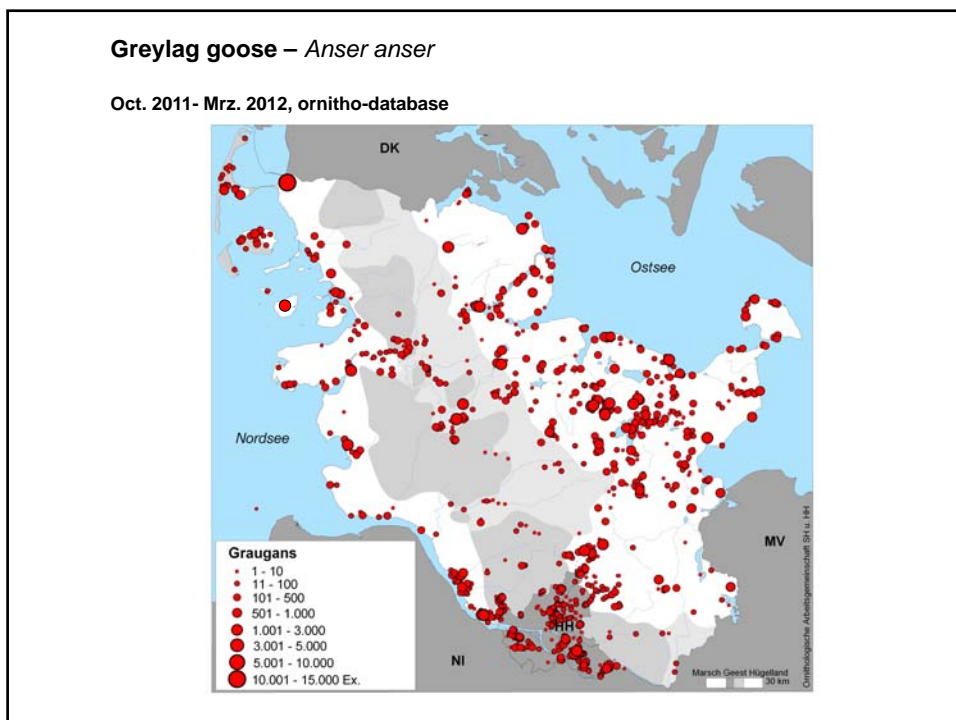 Greylag goose – Anser anser
Oct. 2011- Mrz. 2012, ornitho-database
DK
Ostsee
Nordsee
MV
HH
NI
Graugans
1 - 10
11 - 100
101 - 500
501 - 1.000
1.001 - 3.000
3.001 - 5.000
5.001 - 10.000
10.001 - 15.000 Ex.
Marsch Geest Hügelland
30 km
Ornithologische Arbeitsgemeinschaft SH u. HH